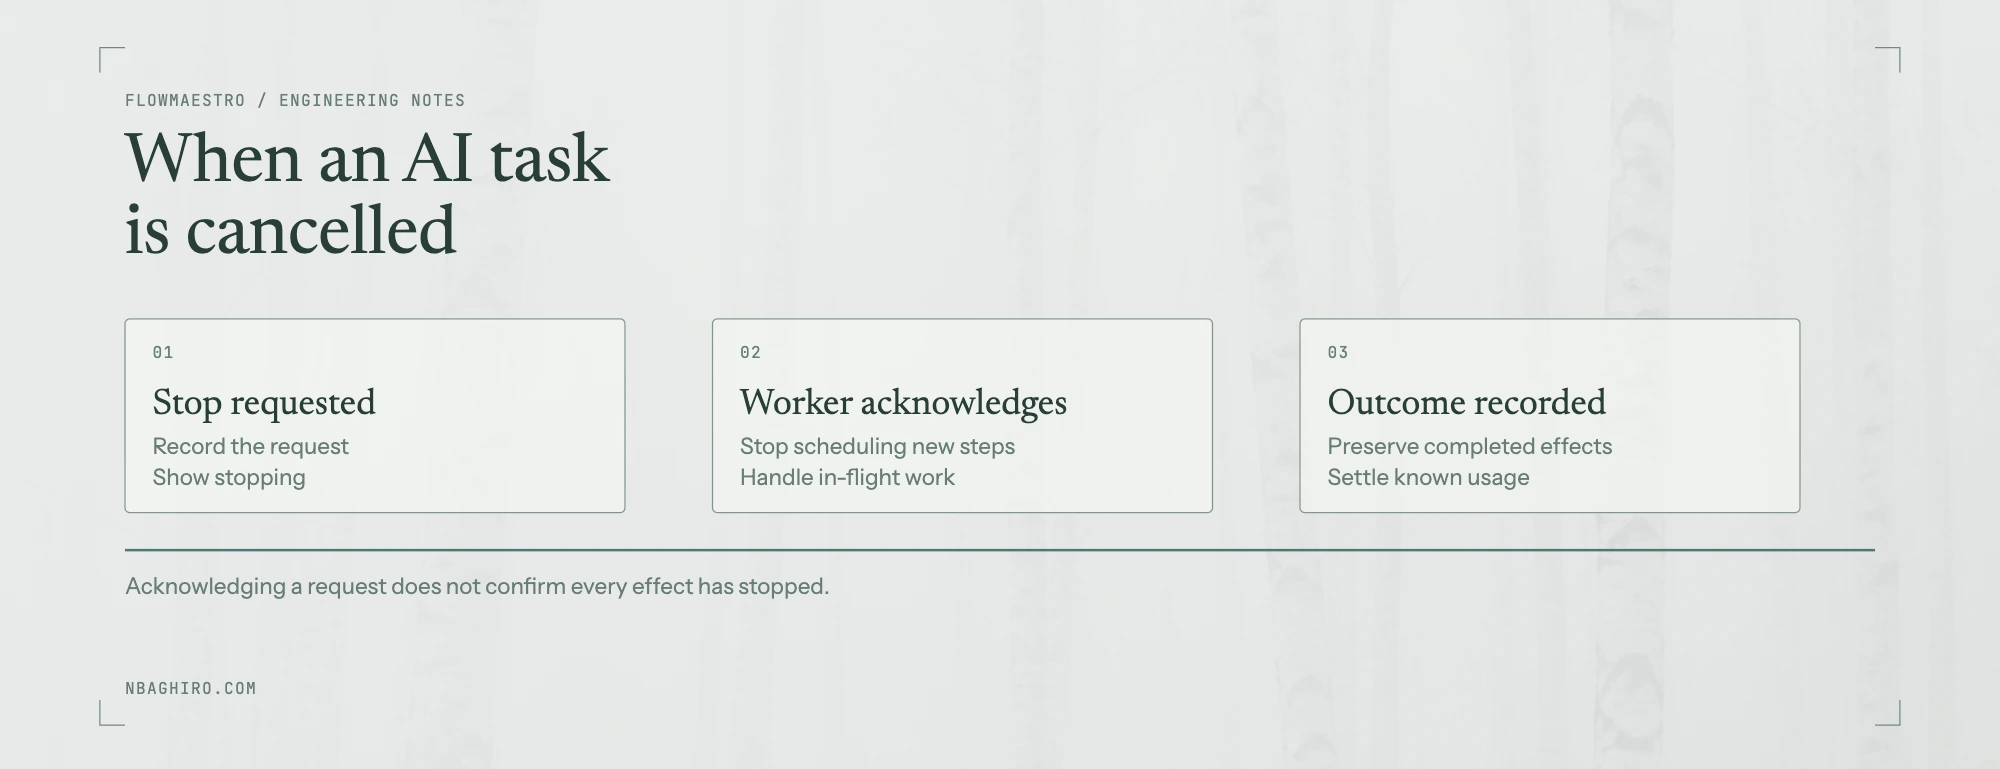 FLOWMAESTRO / ENGINEERING NOTES
When an AI task
is cancelled
01
Stop requested
Record the request
Show stopping
02
Worker acknowledges
Stop scheduling new steps
Handle in-flight work
03
Outcome recorded
Preserve completed effects
Settle known usage
Acknowledging a request does not confirm every effect has stopped.
NBAGHIRO.COM